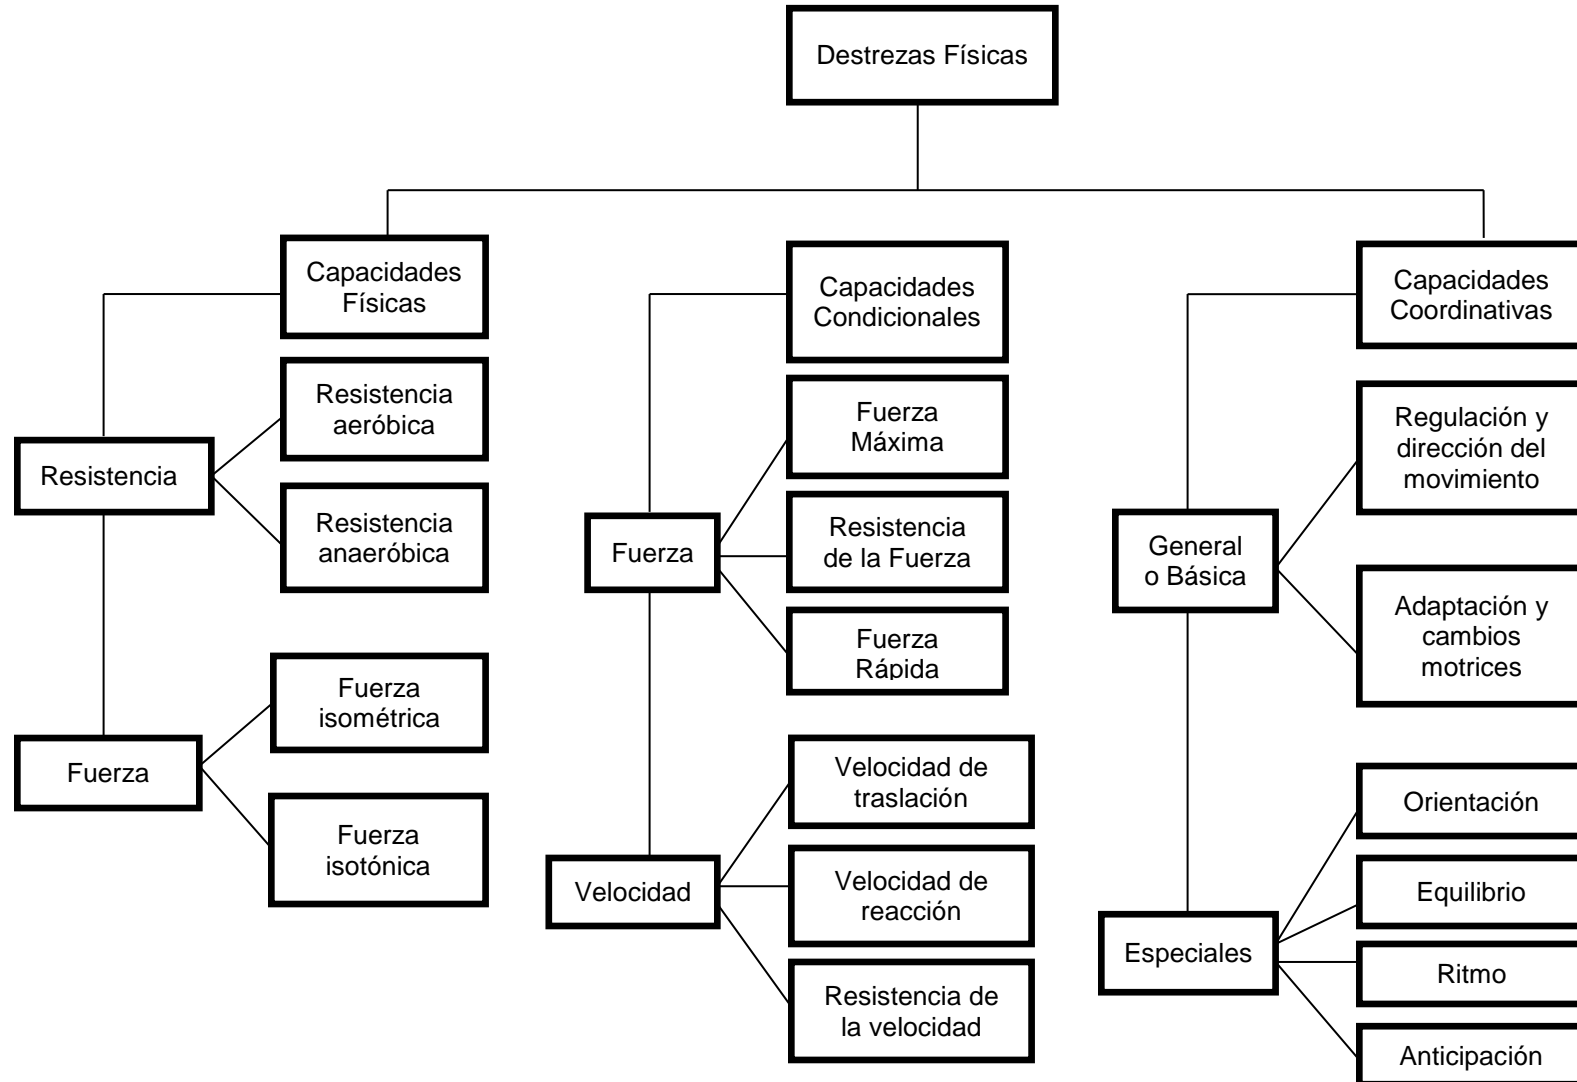 Destrezas Físicas
Capacidades
Físicas
Capacidades
Condicionales
Capacidades
Coordinativas
Resistencia
Resistencia
aeróbica
Resistencia
anaeróbica
Fuerza
Fuerza
isométrica
Fuerza
isotónica
Fuerza
Fuerza
Máxima
Resistencia
de la Fuerza
Fuerza
Rápida
Velocidad
Velocidad de
traslación
Velocidad de
reacción
Resistencia de
la velocidad
General
o Básica
Regulación y
dirección del
movimiento
Adaptación y
cambios
motrices
Especiales
Orientación
Equilibrio
Ritmo
Anticipación